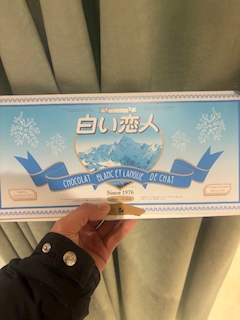 白い恋人
CHOCOLAT BLANC ET LANGUE DE CHAT
Since 1976